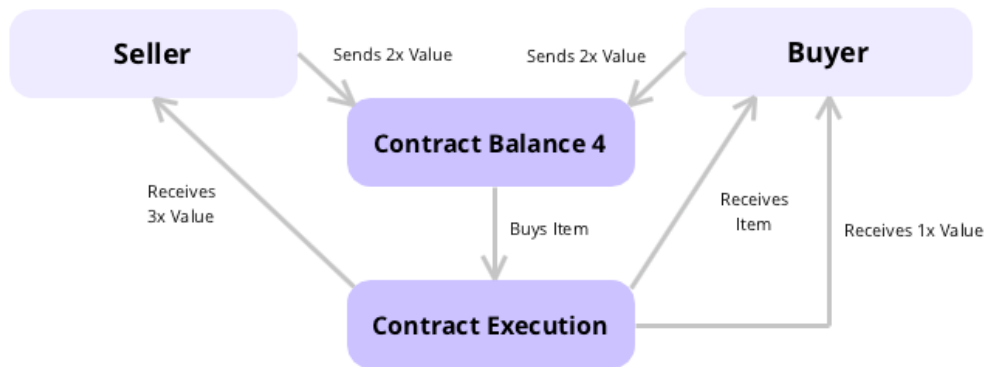 Seller
Buyer
Sends 2x Value
Sends 2x Value
Contract Balance 4
Receives
3x Value
Buys Item
Receives
Item
Receives 1x Value
Contract Execution